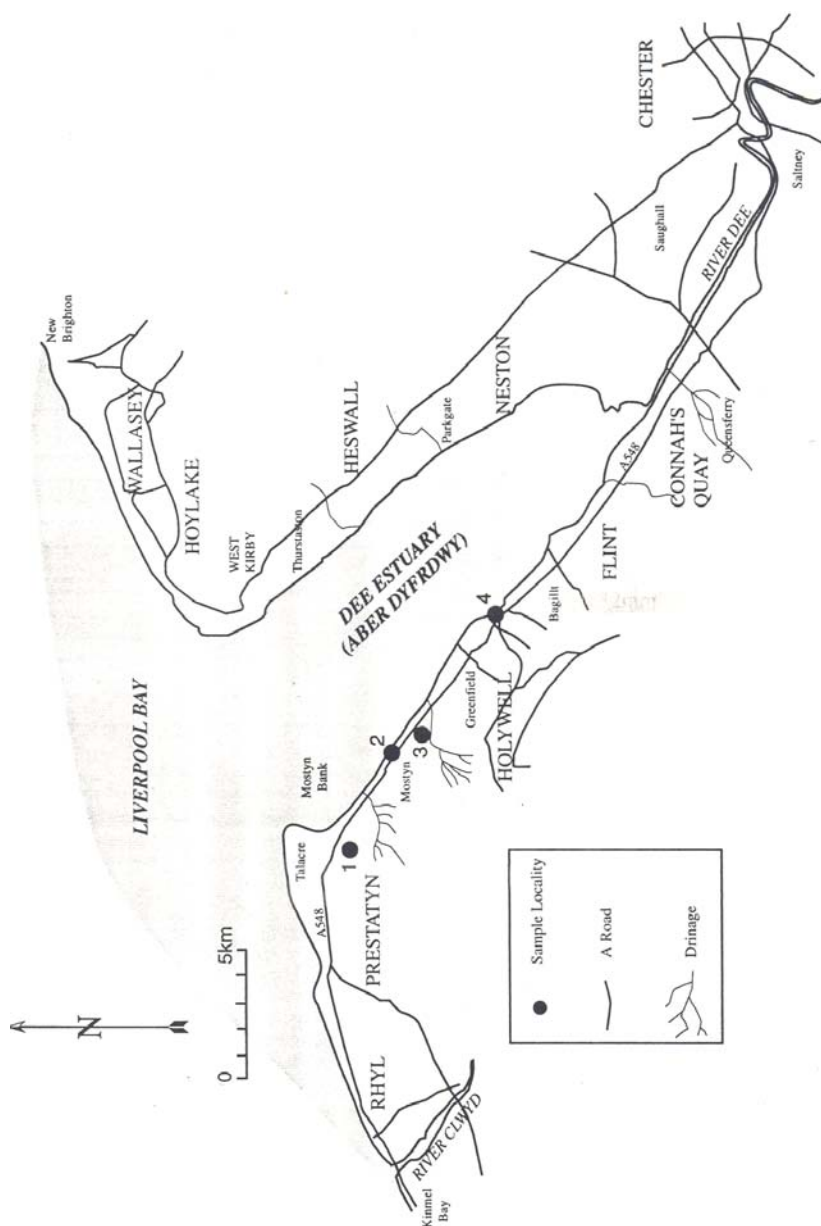 New
Brighton
WALLASEY
HOYLAKE
WEST
KIRBY
LIVERPOOL BAY
Thurstaston
HESWALL
Parkgate
NESTON
CHESTER
Saughall
Saltney
RIVER DEE
DEE ESTUARY
(ABER DYFRDWY)
Mostyn
Bank
Talacre
N
0 5km
A548
PRESTATYN
RHYL
RIVER CLWYD
Kinmel
Bay
1
2
3
4
Mostyn
Greenfield
HOLYWELL
Bagillt
FLINT
A548
CONNAH'S
QUAY
Queensferry
Sample Locality
A Road
Drinage